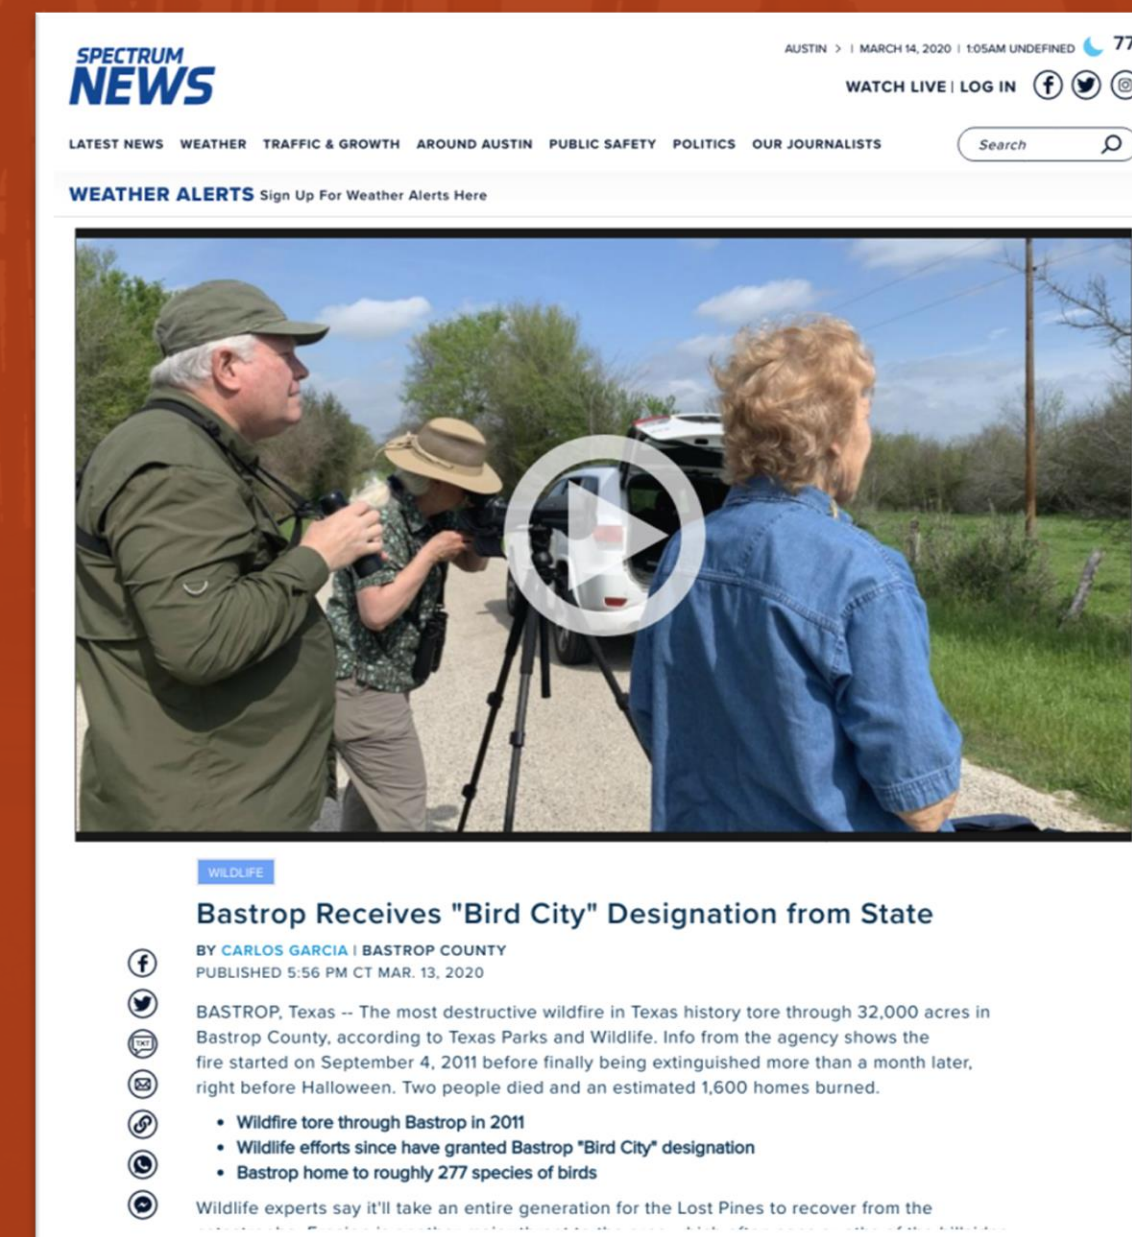 SPECTRUM
NEWS
AUSTIN > | MARCH 14, 2020 | 1:05AM UNDEFINED 77
WATCH LIVE | LOG IN
LATEST NEWS WEATHER TRAFFIC & GROWTH AROUND AUSTIN PUBLIC SAFETY POLITICS OUR JOURNALISTS
Search
WEATHER ALERTS Sign Up For Weather Alerts Here
WILDLIFE
Bastrop Receives "Bird City" Designation from State
BY CARLOS GARCIA | BASTROP COUNTY
PUBLISHED 5:56 PM CT MAR. 13, 2020
BASTROP, Texas -- The most destructive wildfire in Texas history tore through 32,000 acres in
Bastrop County, according to Texas Parks and Wildlife. Info from the agency shows the
fire started on September 4, 2011 before finally being extinguished more than a month later,
right before Halloween. Two people died and an estimated 1,600 homes burned.
• Wildfire tore through Bastrop in 2011
• Wildlife efforts since have granted Bastrop "Bird City" designation
• Bastrop home to roughly 277 species of birds
TXT
Wildlife experts say it'll take an entire generation for the Lost Pines to recover from the